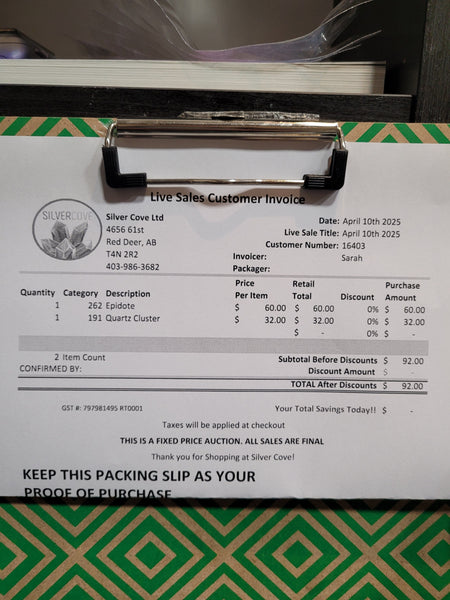 Live Sales Customer Invoice
SILVERCOVE
Silver Cove Ltd
4656 61st
Red Deer, AB
T4N 2R2
403-986-3682
Date: April 10th 2025
Live Sale Title: April 10th 2025
Customer Number: 16403
Invoicer: Sarah
Packager:
Quantity Category Description Price Per Item Retail Total Discount Purchase Amount
1 262 Epidote $ 60.00 $ 60.00 0% $ 60.00
1 191 Quartz Cluster $ 32.00 $ 32.00 0% $ 32.00
$ - 0% $ -
2 Item Count
Subtotal Before Discounts $ 92.00
CONFIRMED BY:
Discount Amount $ -
TOTAL After Discounts $ 92.00
GST #: 797981495 RT0001
Your Total Savings Today!! $ -
Taxes will be applied at checkout
THIS IS A FIXED PRICE AUCTION. ALL SALES ARE FINAL
Thank you for Shopping at Silver Cove!
KEEP THIS PACKING SLIP AS YOUR
PROOF OF PURCHASE